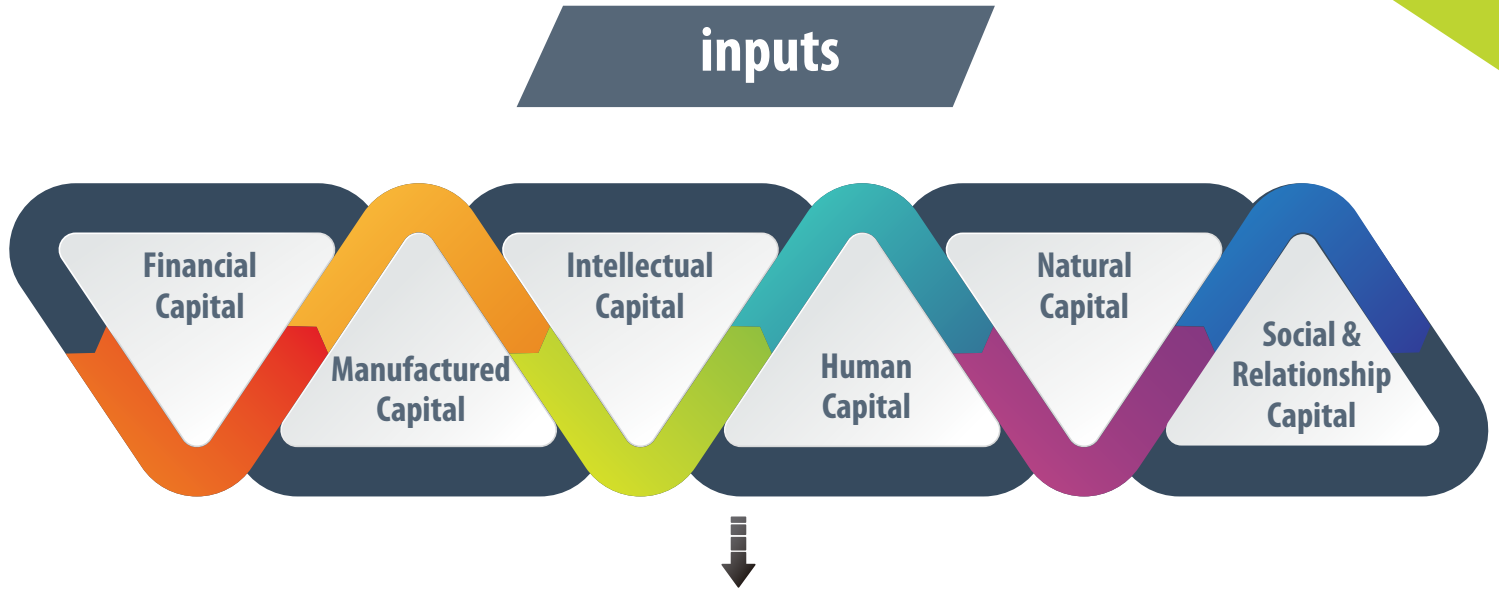 inputs
Financial
Capital
Manufactured
Capital
Intellectual
Capital
Human
Capital
Natural
Capital
Social &
Relationship
Capital